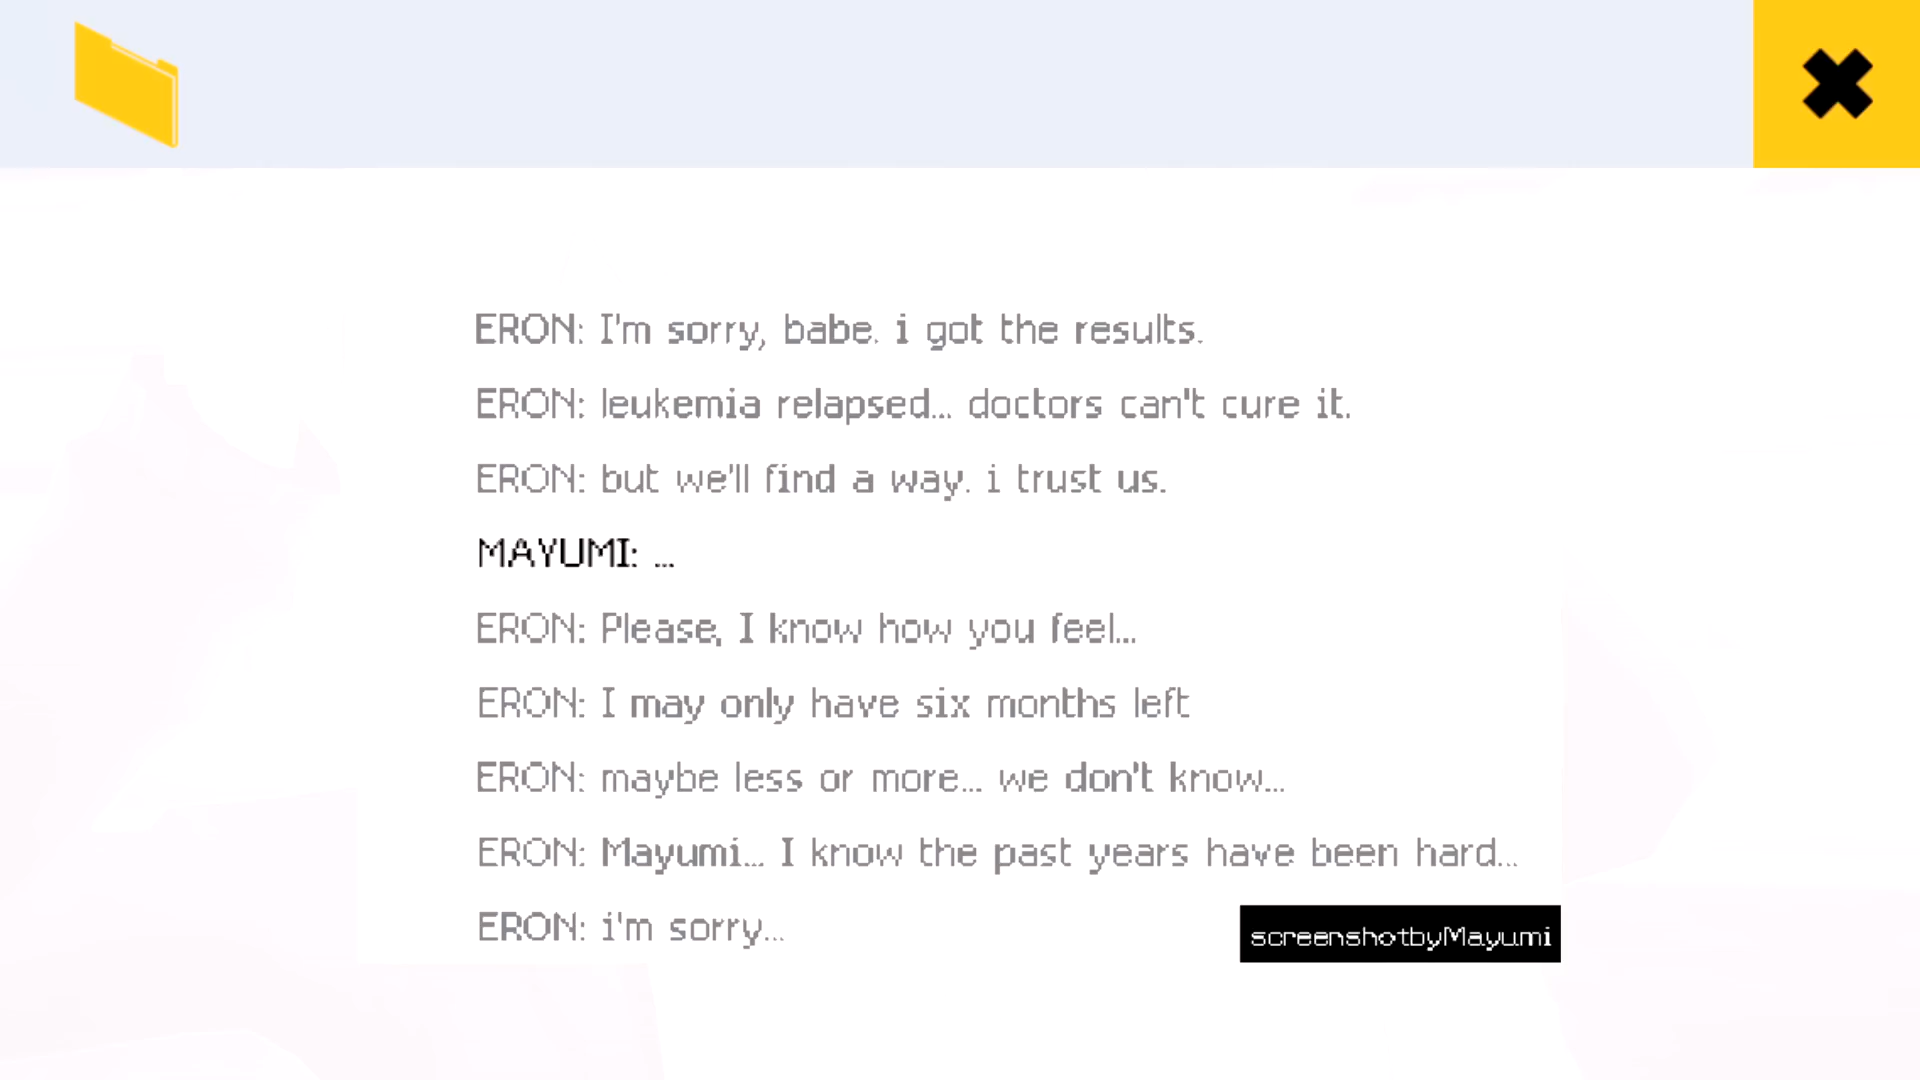 ERON: I'm sorry, babe. i got the results.
ERON: leukemia relapsed... doctors can't cure it.
ERON: but we'll find a way. i trust us.
MAYUMI: ...
ERON: Please, I know how you feel...
ERON: I may only have six months left
ERON: maybe less or more... we don't know...
ERON: Mayumi... I know the past years have been hard...
ERON: i'm sorry...
screenshotbyMayumi